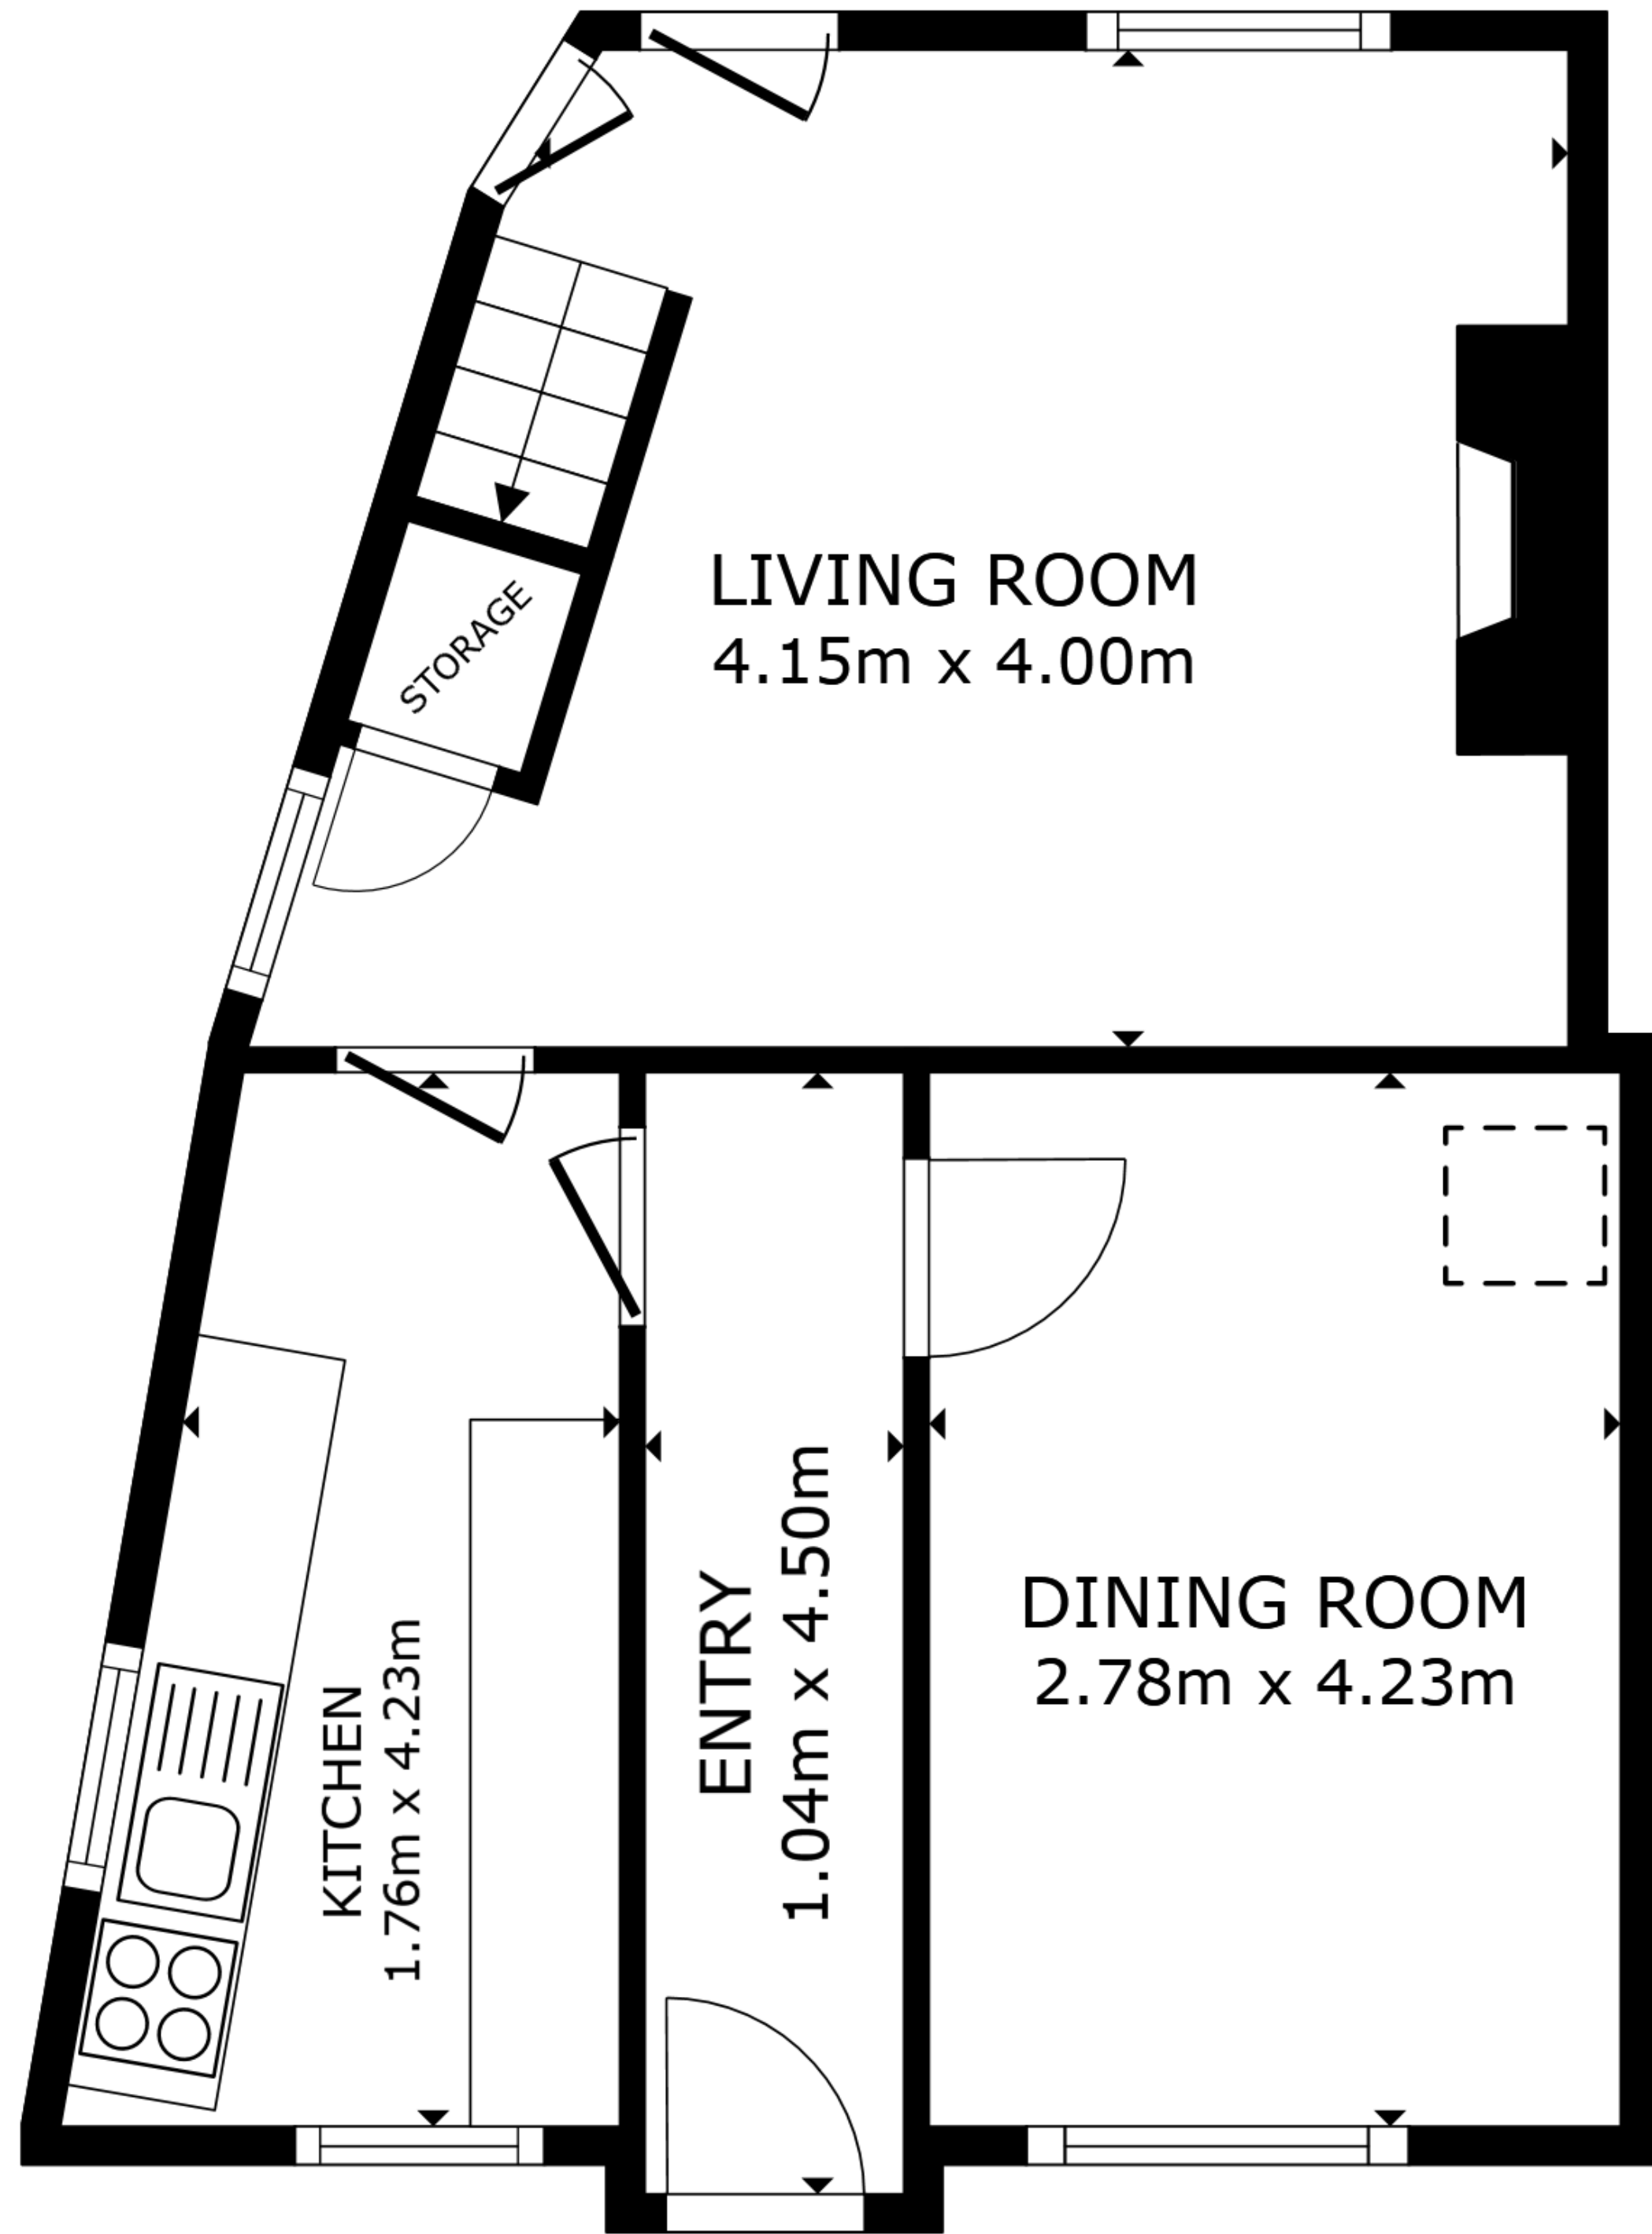 LIVING ROOM
4.15m x 4.00m
STORAGE
KITCHEN
1.76m x 4.23m
ENTRY
1.04m x 4.50m
DINING ROOM
2.78m x 4.23m